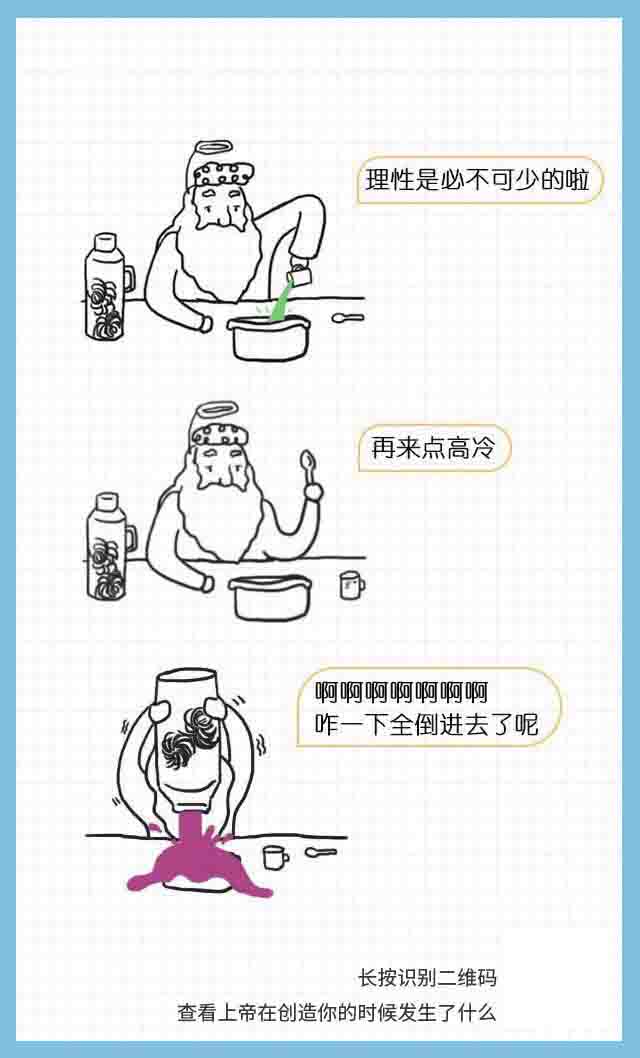 理性是必不可少的啦
再来点高冷
啊啊啊啊啊啊啊
咋一下全倒进去了呢
长按识别二维码
查看上帝在创造你的时候发生了什么